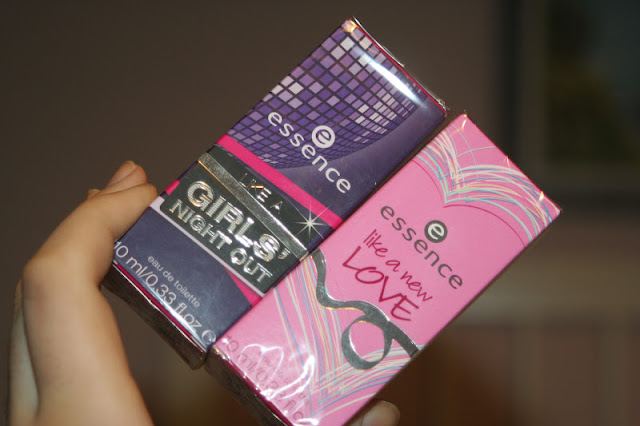 essence
LIKE A
GIRLS'
NIGHT OUT
eau de toilette
10 ml/0.33 fl oz e
essence
like a new
LOVE